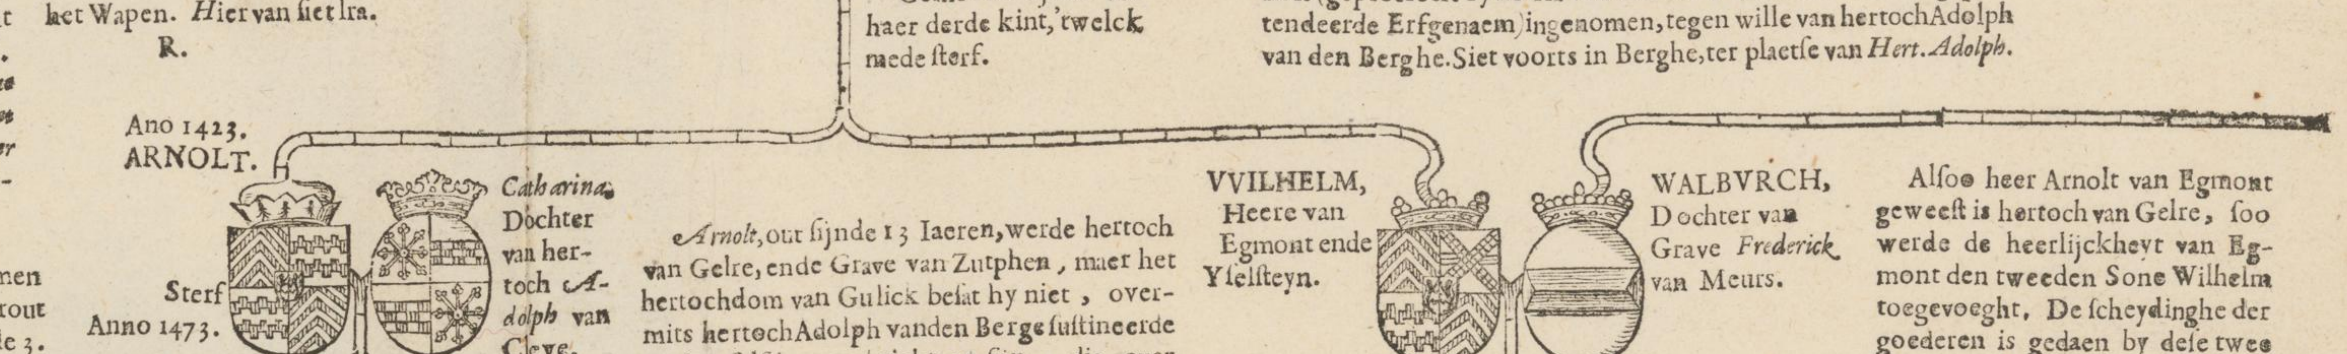 het Wapen. Hier van siet lra.
R.
haer derde kint, 'twelck
mede sterf.
tendeerde Erfgenaem) ingenomen, tegen wille van hertoch Adolph
van den Berghe. Siet voorts in Berghe, ter plaetse van Hert. Adolph.
Ano 1423.
ARNOLT.
Sterf
Anno 1473.
Catharina,
Dochter
van her-
toch A-
dolph van
Cleve.
Arnolt, out sijnde 13 Iaeren, werde hertoch
van Gelre, ende Grave van Zutphen, maer het
hertochdom van Gulick besat hy niet, over-
mits hertoch Adolph vanden Berge sustineerde
VVILHELM,
Heere van
Egmont ende
Yselsteyn.
WALBVRCH,
Dochter van
Grave Frederick
van Meurs.
Alsoo heer Arnolt van Egmont
geweest is hertoch van Gelre, soo
werde de heerlijckheyt van Eg-
mont den tweeden Sone Wilhelm
toegevoeght. De scheydinghe der
goederen is gedaen by dese twee